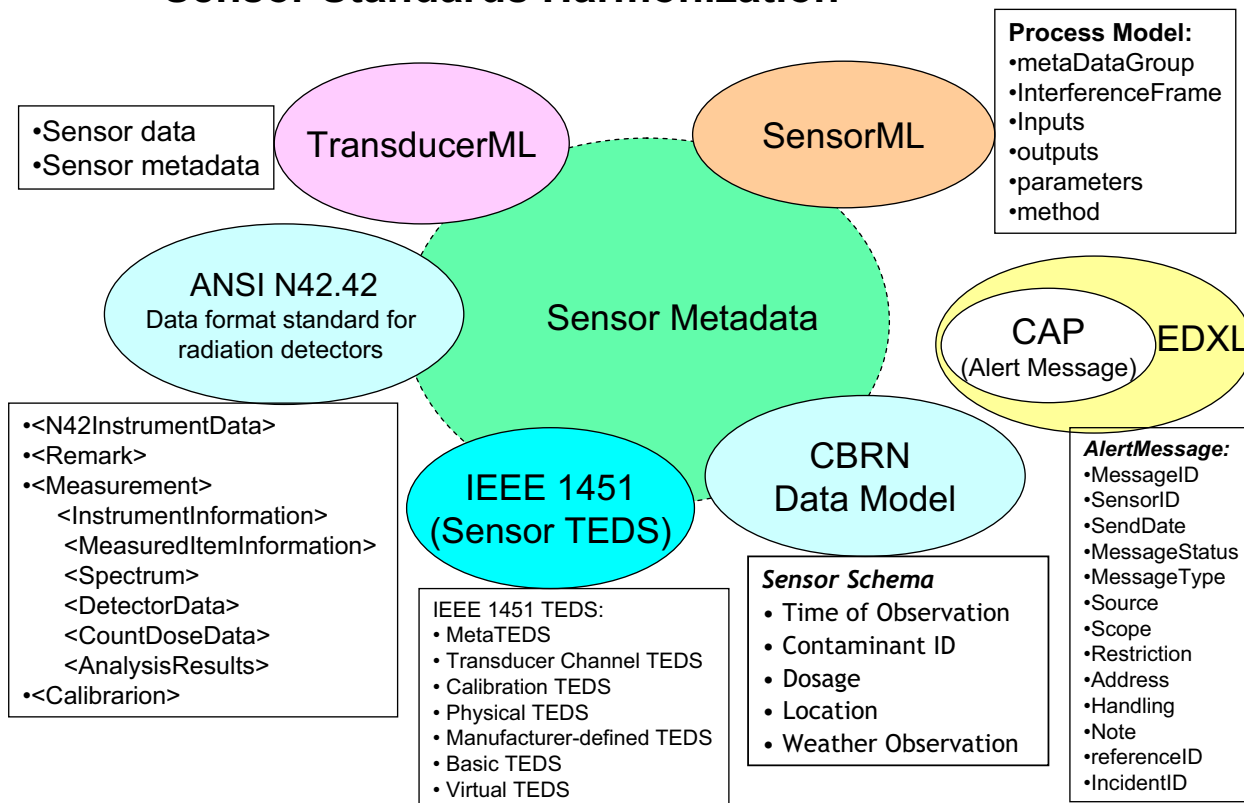 Sensor Standards Harmonization
•Sensor data
•Sensor metadata
TransducerML
SensorML
Process Model:
•metaDataGroup
•InterferenceFrame
•Inputs
•outputs
•parameters
•method
ANSI N42.42
Data format standard for
radiation detectors
Sensor Metadata
CAP
(Alert Message)
EDXL
•<N42InstrumentData>
•<Remark>
•<Measurement>
<InstrumentInformation>
<MeasuredItemInformation>
<Spectrum>
<DetectorData>
<CountDoseData>
<AnalysisResults>
•<Calibrarion>
IEEE 1451
(Sensor TEDS)
IEEE 1451 TEDS:
• MetaTEDS
• Transducer Channel TEDS
• Calibration TEDS
• Physical TEDS
• Manufacturer-defined TEDS
• Basic TEDS
• Virtual TEDS
CBRN
Data Model
Sensor Schema
• Time of Observation
• Contaminant ID
• Dosage
• Location
• Weather Observation
AlertMessage:
•MessageID
•SensorID
•SendDate
•MessageStatus
•MessageType
•Source
•Scope
•Restriction
•Address
•Handling
•Note
•referenceID
•IncidentID